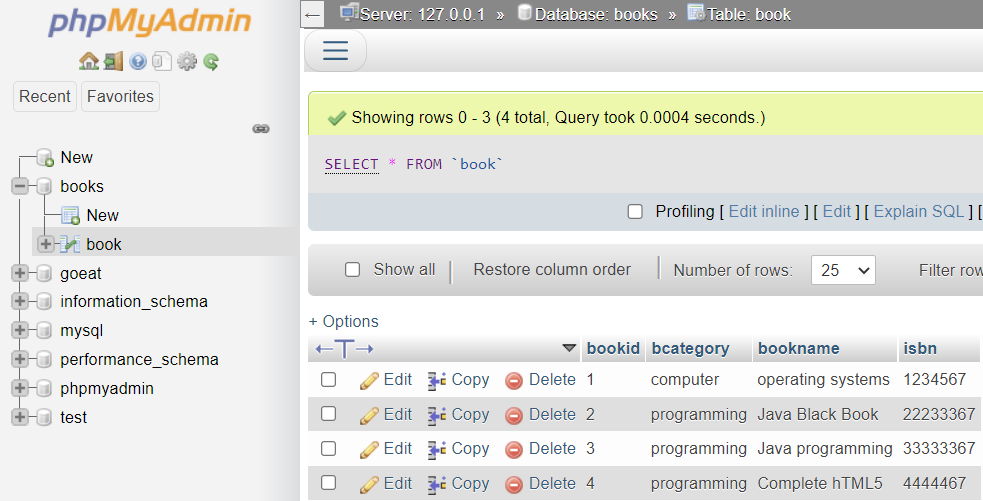 phpMyAdmin
Recent Favorites
New
books
New
book
goeat
information_schema
mysql
performance_schema
phpmyadmin
test
← Server: 127.0.0.1 » Database: books » Table: book
Showing rows 0 - 3 (4 total, Query took 0.0004 seconds.)
SELECT * FROM `book`
Profiling [ Edit inline ] [ Edit ] [ Explain SQL ] [
Show all | Restore column order | Number of rows: 25 Filter row
+ Options
←T→ bookid bcategory bookname isbn
Edit Copy Delete 1 computer operating systems 1234567
Edit Copy Delete 2 programming Java Black Book 22233367
Edit Copy Delete 3 programming Java programming 33333367
Edit Copy Delete 4 programming Complete hTML5 4444467